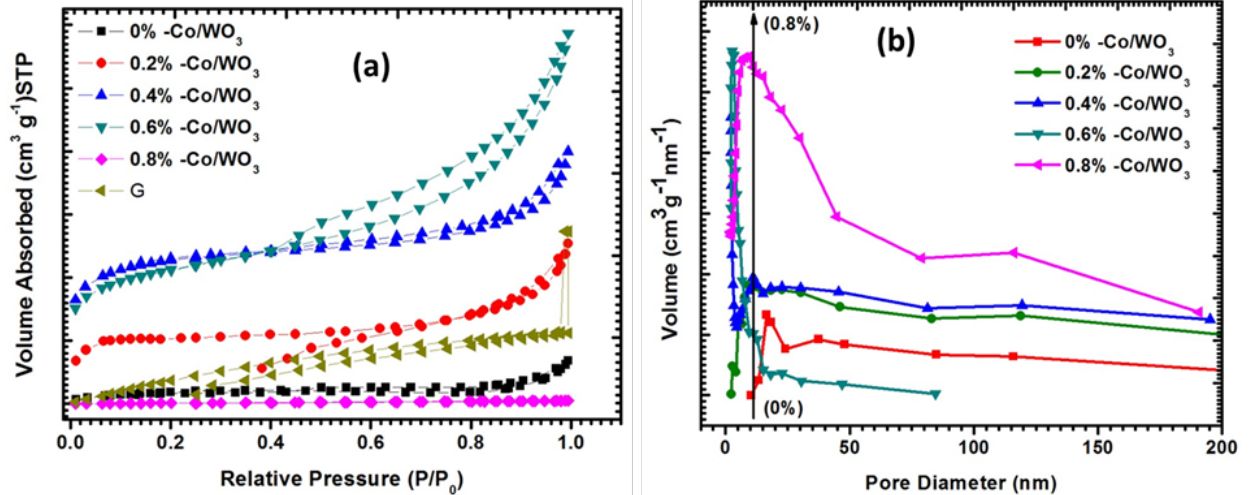 (a)
0% -Co/WO₃
0.2% -Co/WO₃
0.4% -Co/WO₃
0.6% -Co/WO₃
0.8% -Co/WO₃
G
Volume Absorbed (cm³ g⁻¹)STP
0.0 0.2 0.4 0.6 0.8 1.0
Relative Pressure (P/P₀)
(b)
(0.8%)
0% -Co/WO₃
0.2% -Co/WO₃
0.4% -Co/WO₃
0.6% -Co/WO₃
0.8% -Co/WO₃
(0%)
Volume (cm³g⁻¹nm⁻¹)
0 50 100 150 200
Pore Diameter (nm)